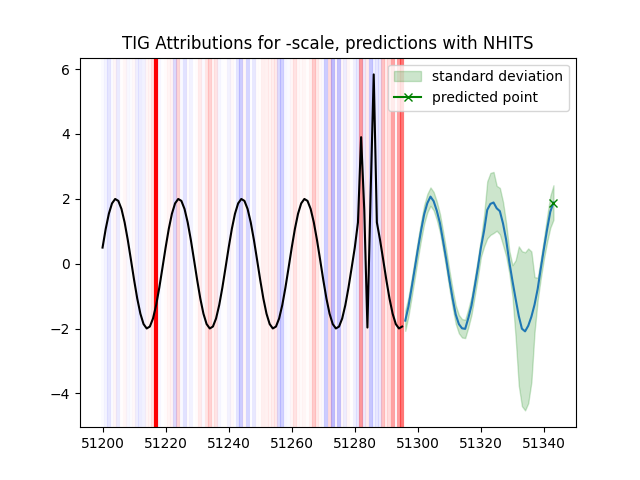 TIG Attributions for -scale, predictions with NHITS
standard deviation
predicted point
6
4
2
0
−2
−4
51200 51220 51240 51260 51280 51300 51320 51340